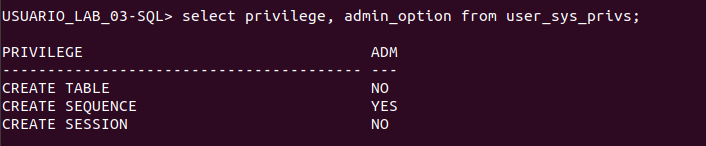 USUARIO_LAB_03-SQL> select privilege, admin_option from user_sys_privs;
PRIVILEGE                                ADM
---------------------------------------- ---
CREATE TABLE                             NO
CREATE SEQUENCE                          YES
CREATE SESSION                           NO